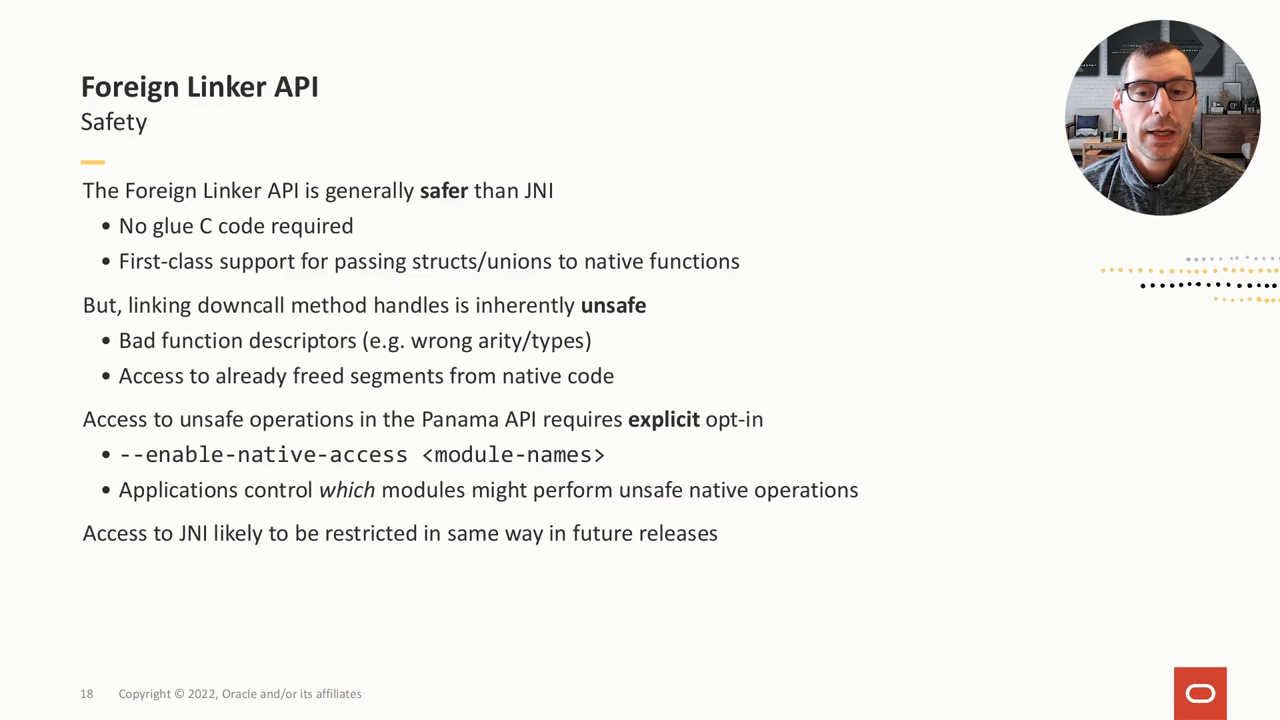 Foreign Linker API
Safety
The Foreign Linker API is generally safer than JNI
• No glue C code required
• First-class support for passing structs/unions to native functions
But, linking downcall method handles is inherently unsafe
• Bad function descriptors (e.g. wrong arity/types)
• Access to already freed segments from native code
Access to unsafe operations in the Panama API requires explicit opt-in
• --enable-native-access <module-names>
• Applications control which modules might perform unsafe native operations
Access to JNI likely to be restricted in same way in future releases
18 Copyright © 2022, Oracle and/or its affiliates